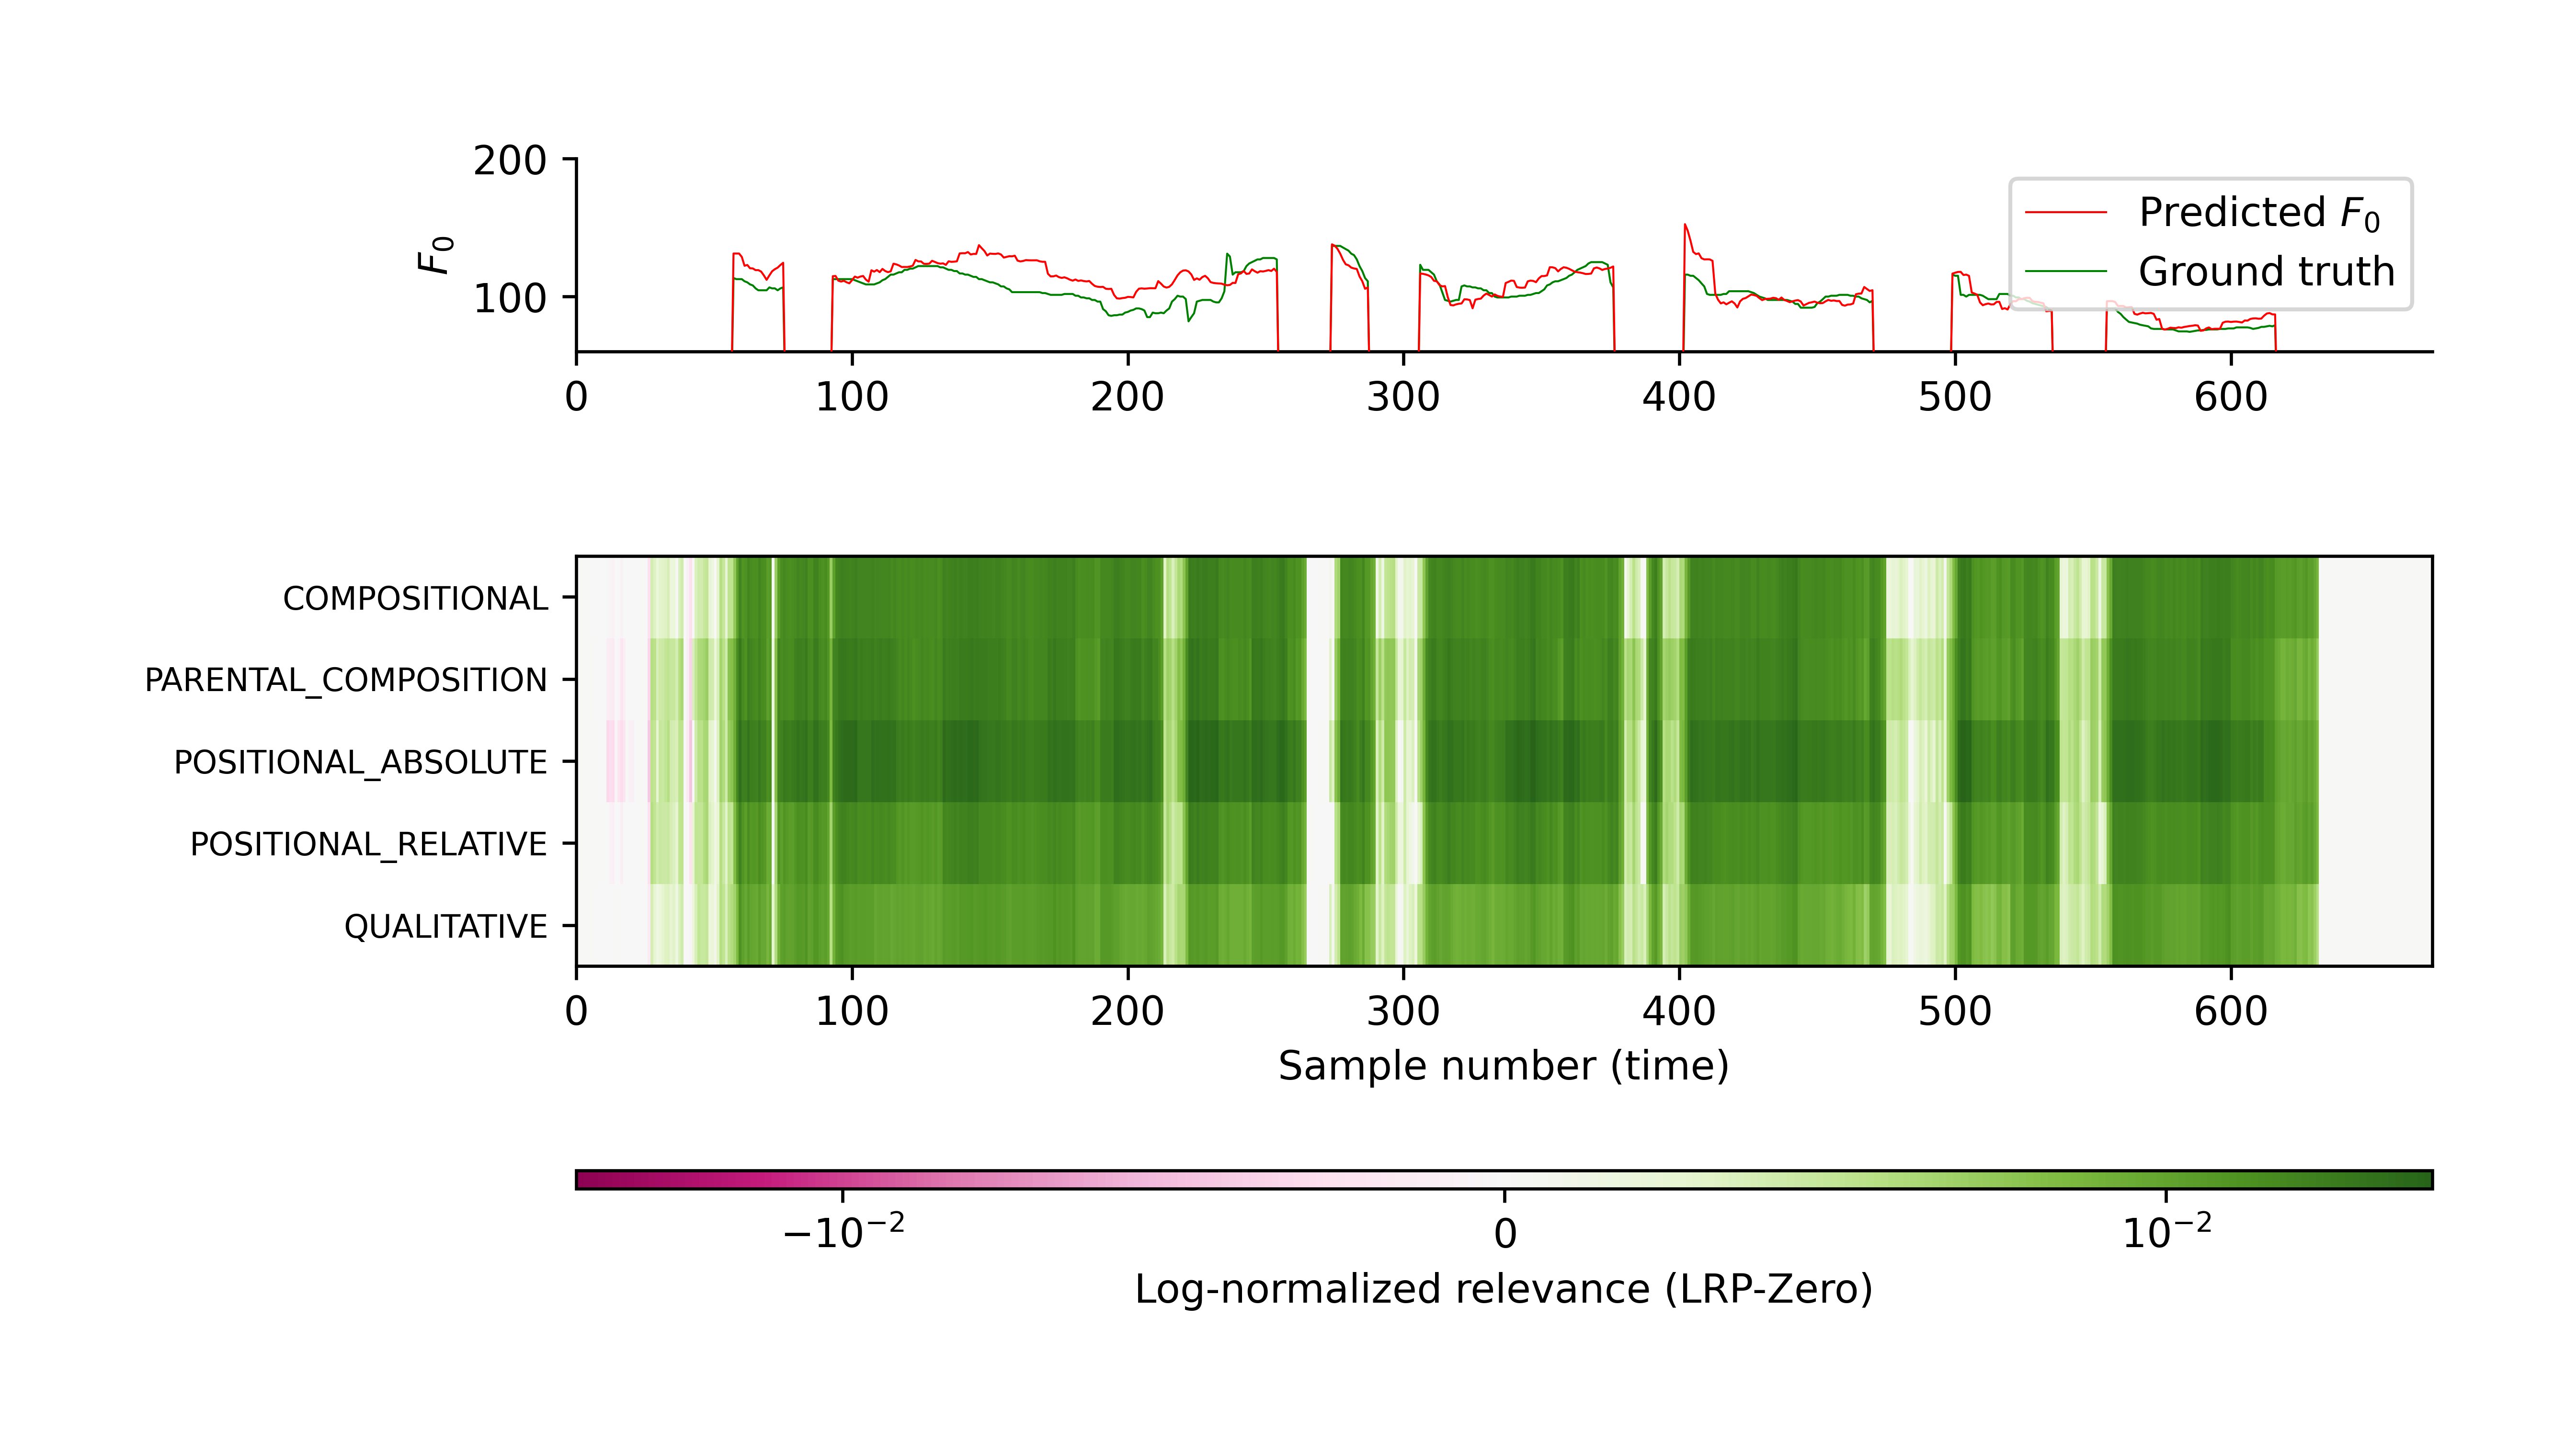 200
100
F₀
Predicted F₀
Ground truth
0 100 200 300 400 500 600
COMPOSITIONAL
PARENTAL_COMPOSITION
POSITIONAL_ABSOLUTE
POSITIONAL_RELATIVE
QUALITATIVE
0 100 200 300 400 500 600
Sample number (time)
−10⁻² 0 10⁻²
Log-normalized relevance (LRP-Zero)